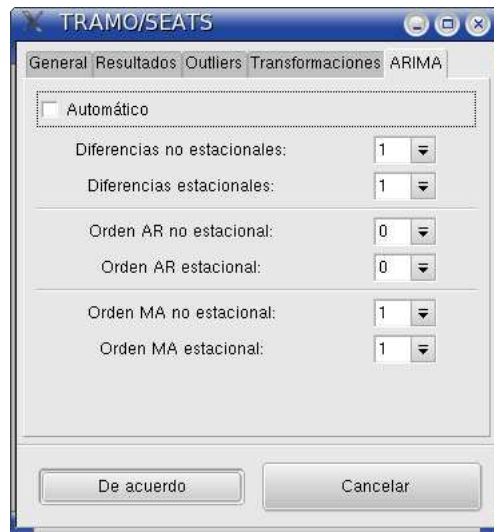 TRAMO/SEATS
General Resultados Outliers Transformaciones ARIMA
Automático
Diferencias no estacionales: 1
Diferencias estacionales: 1
Orden AR no estacional: 0
Orden AR estacional: 0
Orden MA no estacional: 1
Orden MA estacional: 1
De acuerdo Cancelar